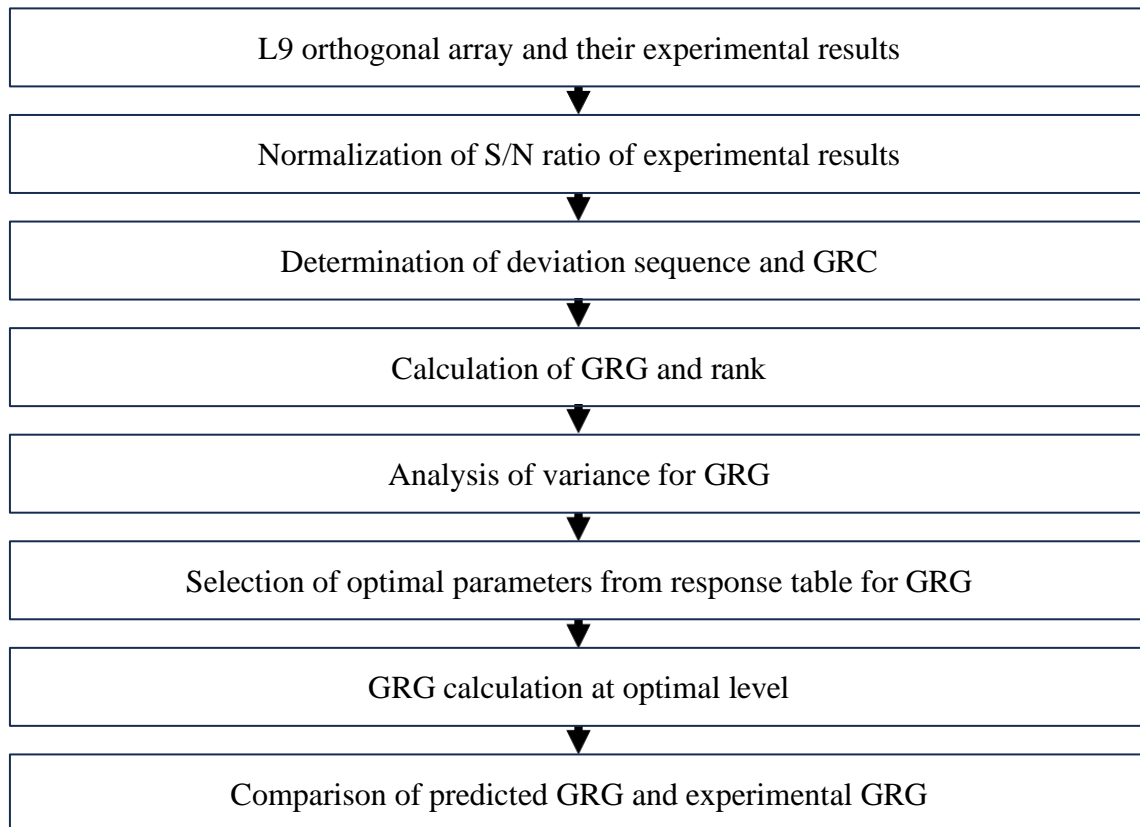 L9 orthogonal array and their experimental results
Normalization of S/N ratio of experimental results
Determination of deviation sequence and GRC
Calculation of GRG and rank
Analysis of variance for GRG
Selection of optimal parameters from response table for GRG
GRG calculation at optimal level
Comparison of predicted GRG and experimental GRG